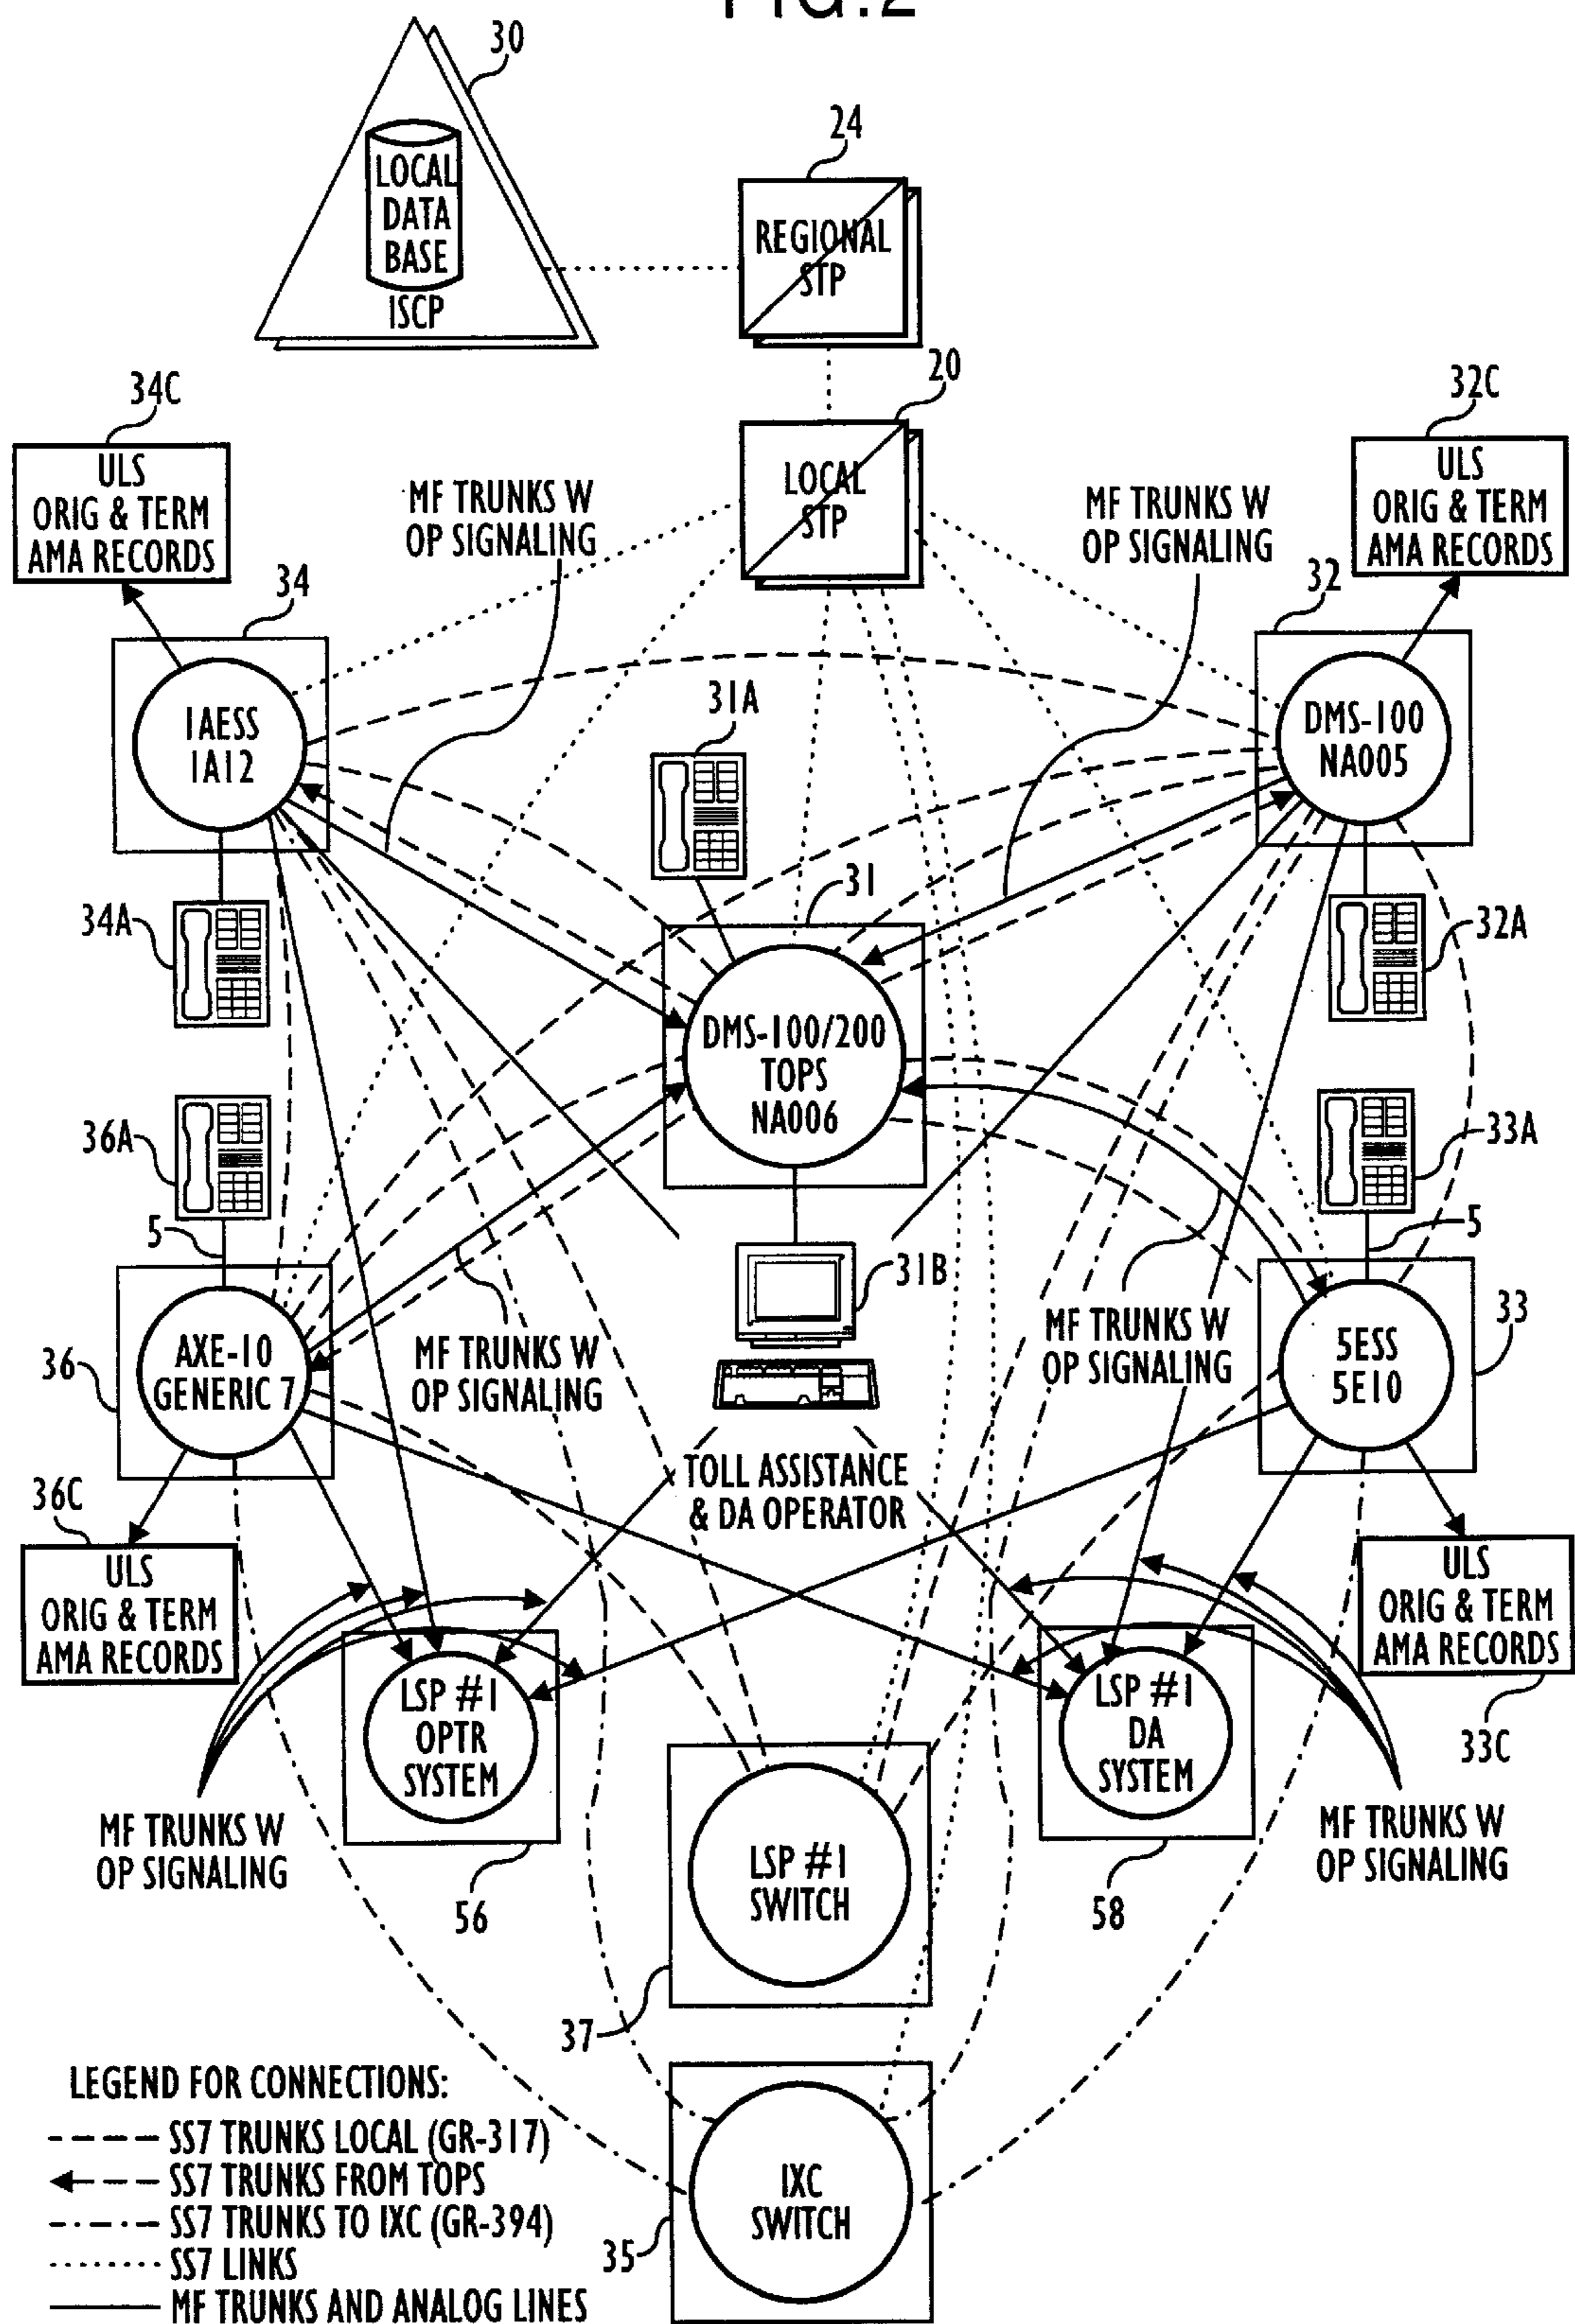 FIG.2
30
LOCAL
DATA
BASE
ISCP
24
REGIONAL
STP
20
LOCAL
STP
34C
ULS
ORIG & TERM
AMA RECORDS
32C
ULS
ORIG & TERM
AMA RECORDS
MF TRUNKS W
OP SIGNALING
MF TRUNKS W
OP SIGNALING
34
1AESS
1A12
32
DMS-100
NA005
31A
31
34A
32A
DMS-100/200
TOPS
NA006
36A
33A
5
5
31B
36
AXE-10
GENERIC 7
MF TRUNKS W
OP SIGNALING
MF TRUNKS W
OP SIGNALING
33
5ESS
5E10
TOLL ASSISTANCE
& DA OPERATOR
36C
ULS
ORIG & TERM
AMA RECORDS
ULS
ORIG & TERM
AMA RECORDS
33C
LSP #1
OPTR
SYSTEM
LSP #1
DA
SYSTEM
MF TRUNKS W
OP SIGNALING
56
LSP #1
SWITCH
58
MF TRUNKS W
OP SIGNALING
37
IXC
SWITCH
35
LEGEND FOR CONNECTIONS:
SS7 TRUNKS LOCAL (GR-317)
SS7 TRUNKS FROM TOPS
SS7 TRUNKS TO IXC (GR-394)
SS7 LINKS
MF TRUNKS AND ANALOG LINES